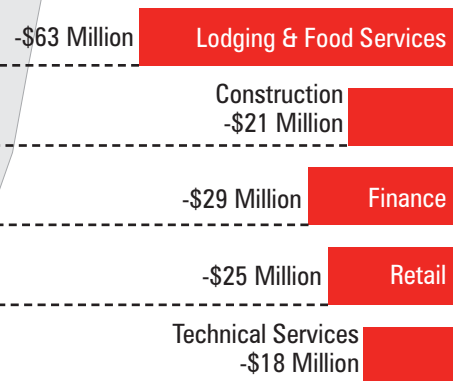 -$63 Million Lodging & Food Services
Construction
-$21 Million
-$29 Million Finance
-$25 Million Retail
Technical Services
-$18 Million